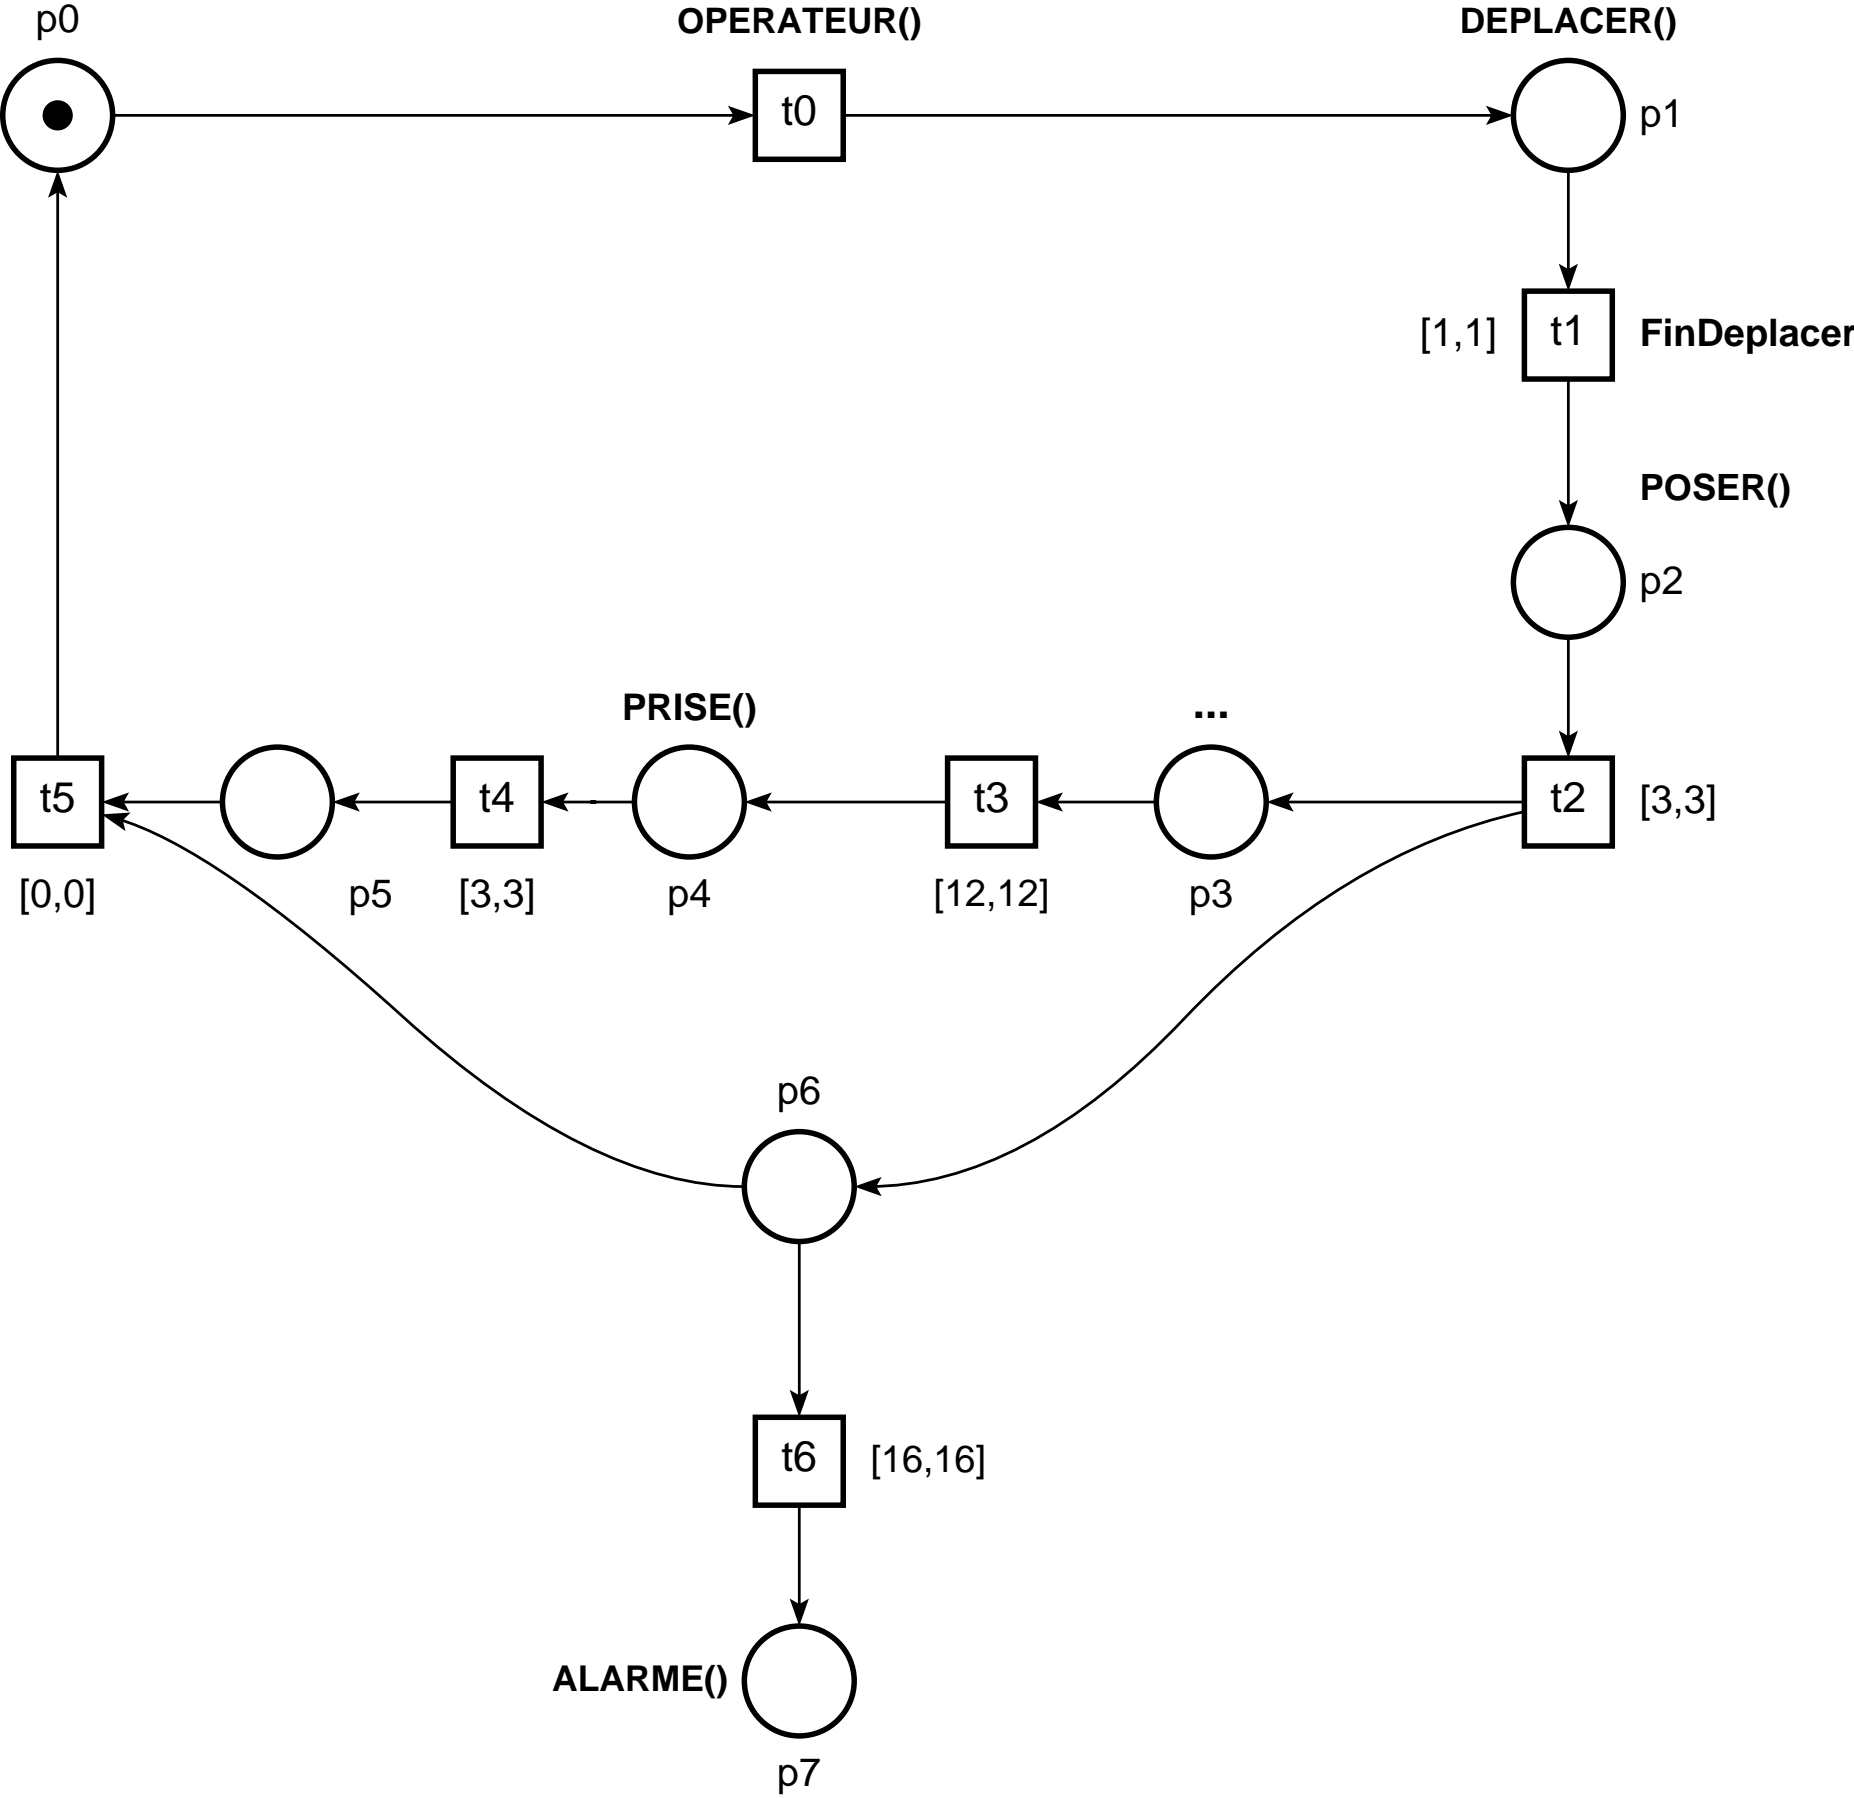 p0
OPERATEUR()
DEPLACER()
t0
p1
[1,1]
t1
FinDeplacer
POSER()
p2
PRISE()
...
t5
t4
t3
t2
[3,3]
[0,0]
p5
[3,3]
p4
[12,12]
p3
p6
t6
[16,16]
ALARME()
p7